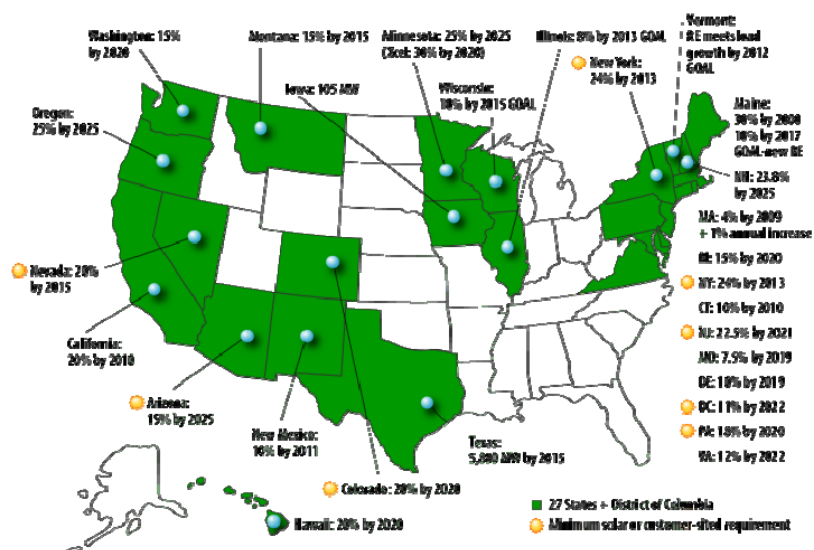 Washington: 15%
by 2020
Montana: 15% by 2015
Minnesota: 25% by 2025
(Xcel: 30% by 2020)
Illinois: 8% by 2013 GOAL
Vermont:
RE meets load
growth by 2012
GOAL
New York:
24% by 2013
Iowa: 105 MW
Wisconsin:
10% by 2015 GOAL
Oregon:
25% by 2025
Maine:
30% by 2000
10% by 2017
GOAL-new RE
NH: 23.8%
by 2025
MA: 4% by 2009
+ 1% annual increase
RI: 15% by 2020
NY: 24% by 2013
CT: 10% by 2010
NJ: 22.5% by 2021
MD: 7.5% by 2019
DE: 10% by 2019
DC: 11% by 2022
PA: 18% by 2020
VA: 12% by 2022
Nevada: 20%
by 2015
California:
20% by 2010
Arizona:
15% by 2025
New Mexico:
10% by 2011
Texas:
5,880 MW by 2015
Colorado: 20% by 2020
Hawaii: 20% by 2020
27 States + District of Columbia
Minimum solar or customer-sited requirement